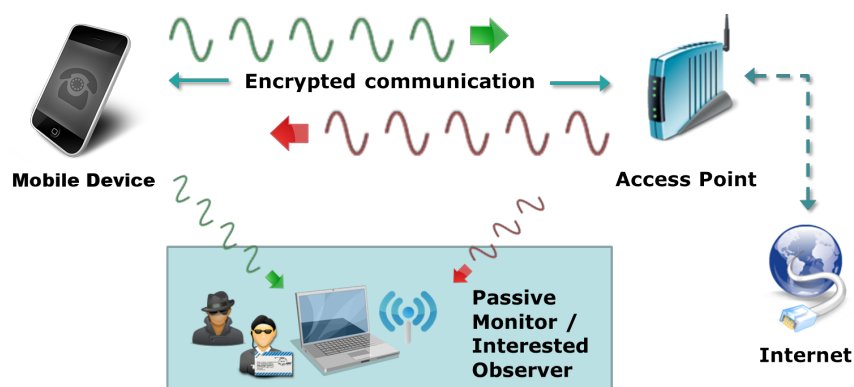 Encrypted communication
Mobile Device
Access Point
Passive
Monitor /
Interested
Observer
Internet